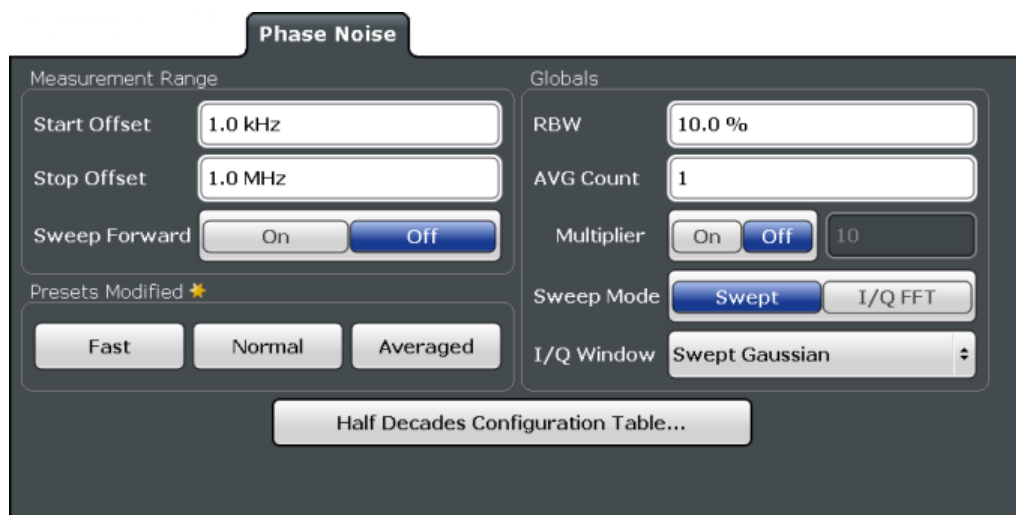 Phase Noise
Measurement Range
Start Offset 1.0 kHz
Stop Offset 1.0 MHz
Sweep Forward On Off
Presets Modified
Fast Normal Averaged
Globals
RBW 10.0 %
AVG Count 1
Multiplier On Off 10
Sweep Mode Swept I/Q FFT
I/Q Window Swept Gaussian
Half Decades Configuration Table...